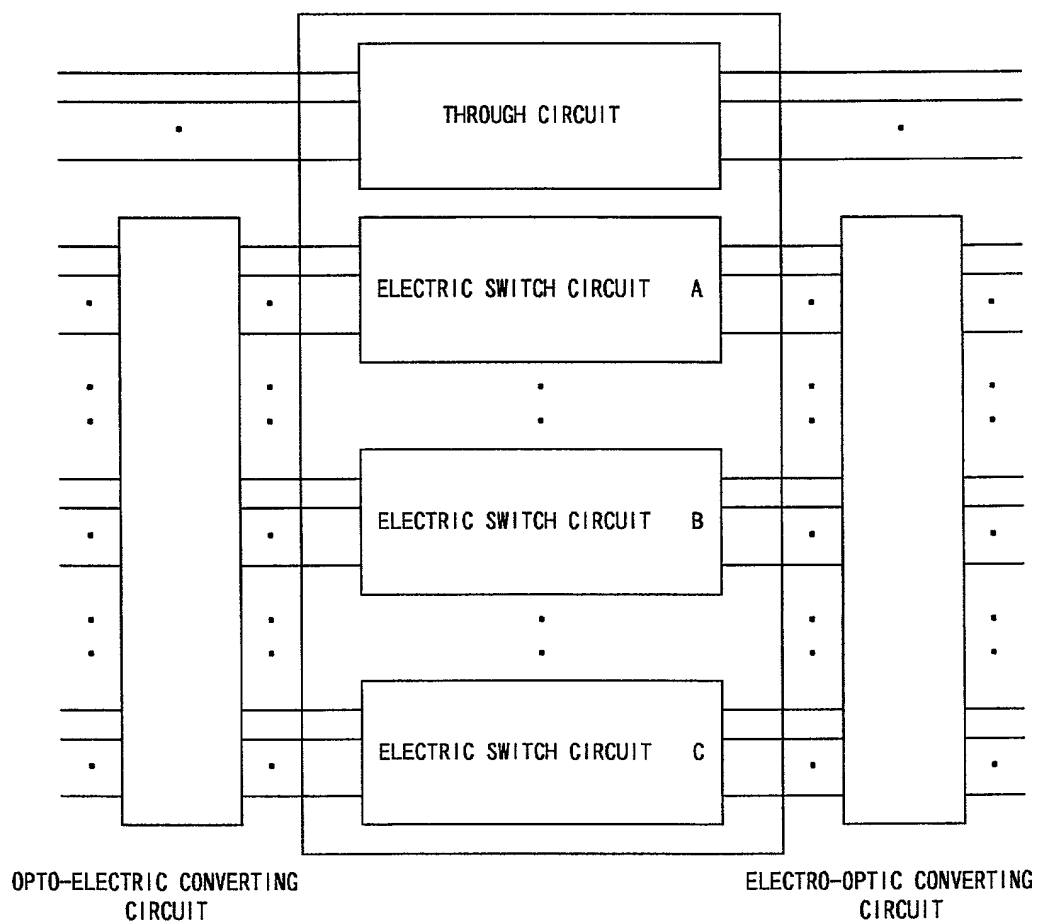 THROUGH CIRCUIT
ELECTRIC SWITCH CIRCUIT A
ELECTRIC SWITCH CIRCUIT B
ELECTRIC SWITCH CIRCUIT C
OPTO-ELECTRIC CONVERTING
CIRCUIT
ELECTRO-OPTIC CONVERTING
CIRCUIT